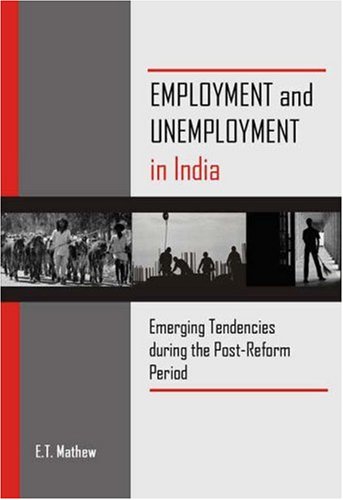 EMPLOYMENT and
UNEMPLOYMENT
in India
Emerging Tendencies
during the Post-Reform
Period
E.T. Mathew